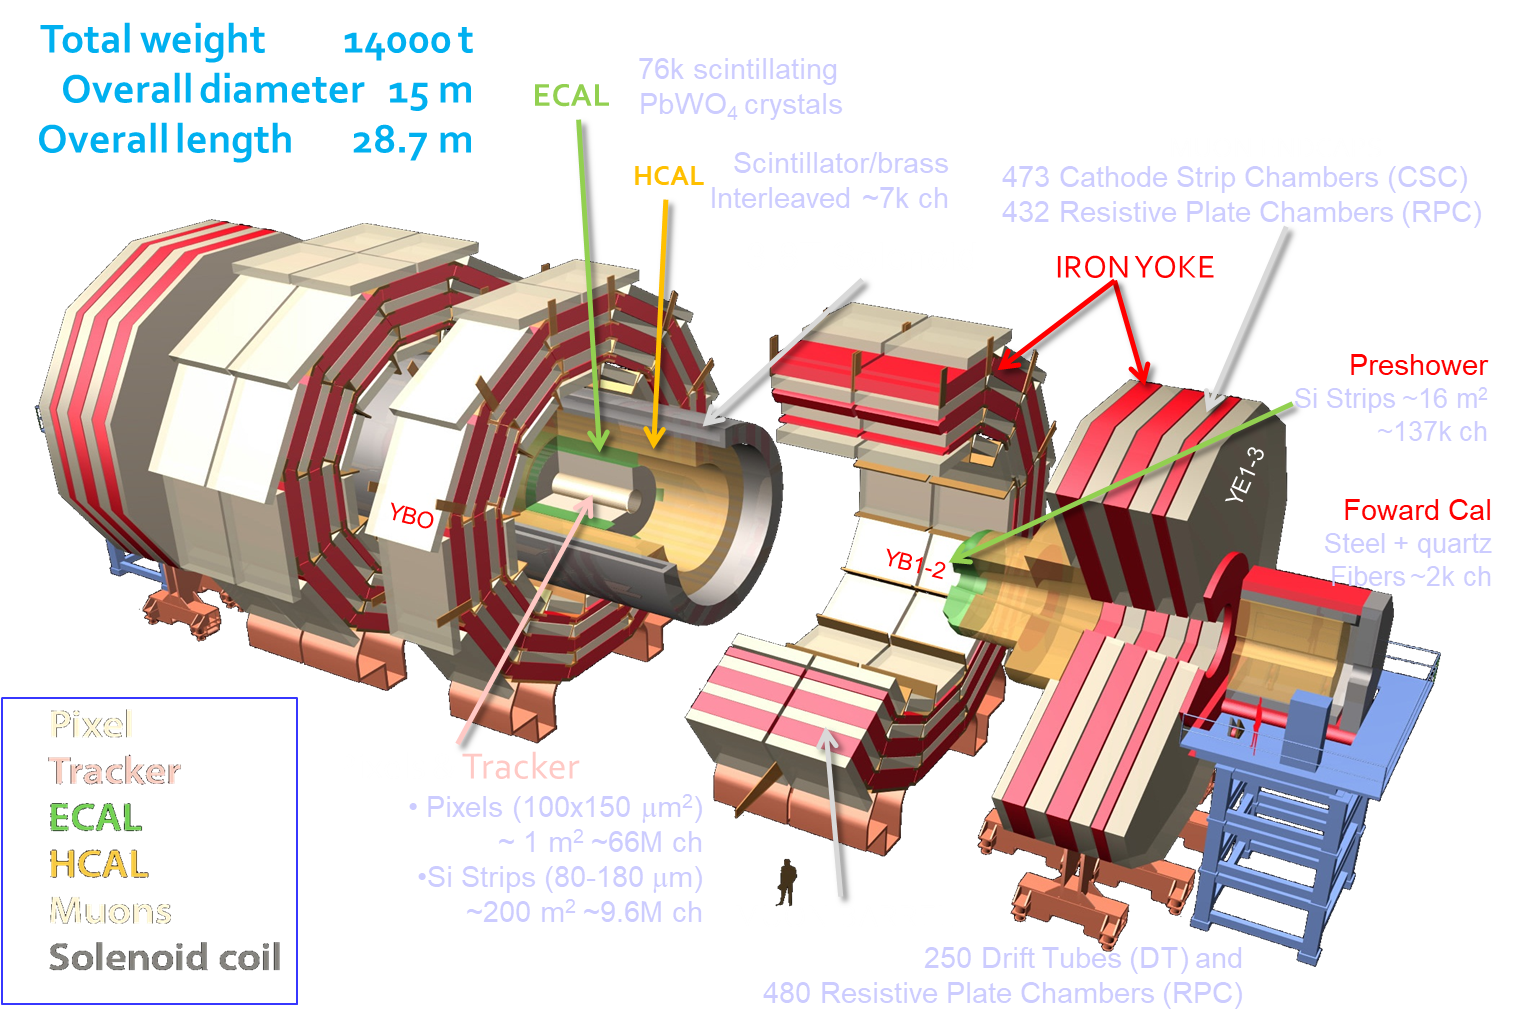 Total weight 14000 t
Overall diameter 15 m
Overall length 28.7 m
ECAL
76k scintillating
PbWO4 crystals
HCAL
Scintillator/brass
Interleaved ~7k ch
473 Cathode Strip Chambers (CSC)
432 Resistive Plate Chambers (RPC)
IRON YOKE
Preshower
Si Strips ~16 m²
~137k ch
YE1-3
Foward Cal
Steel + quartz
Fibers ~2k ch
YBO
YB1-2
Pixel
Tracker
ECAL
HCAL
Muons
Solenoid coil
Tracker
• Pixels (100x150 μm²)
~ 1 m² ~66M ch
•Si Strips (80-180 μm)
~200 m² ~9.6M ch
250 Drift Tubes (DT) and
480 Resistive Plate Chambers (RPC)